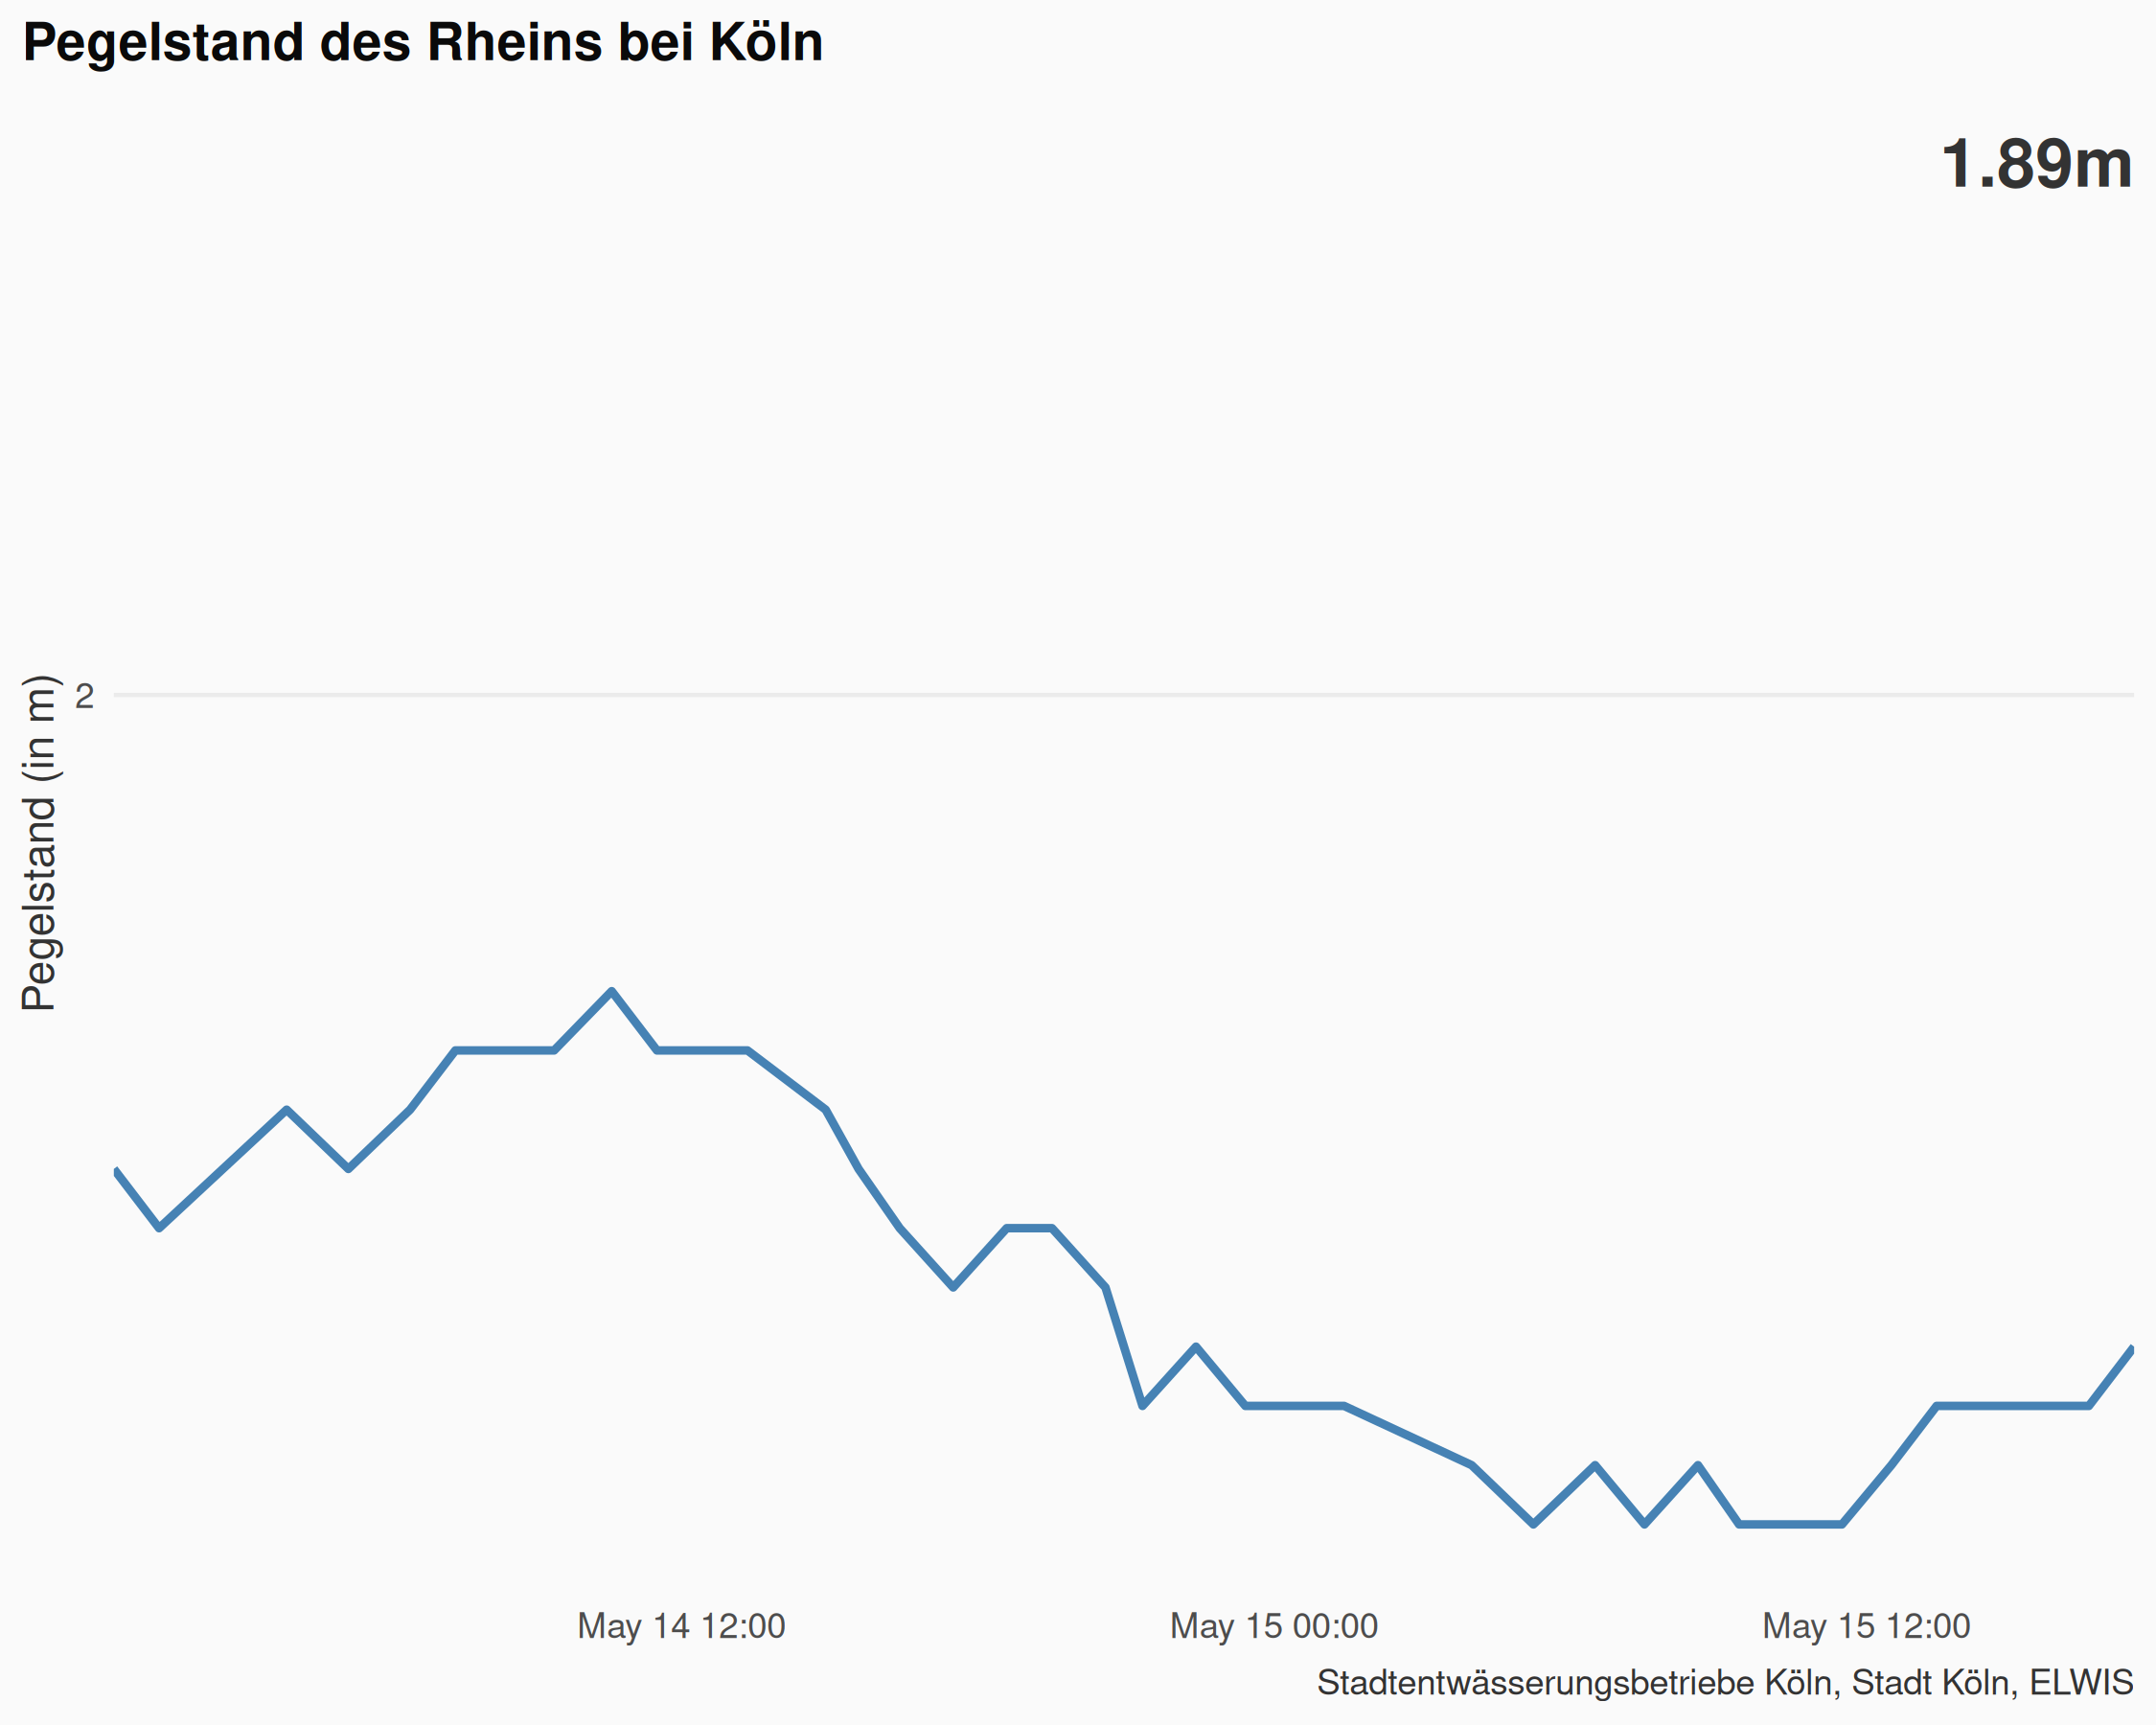 Pegelstand des Rheins bei Köln
1.89m
Pegelstand (in m)
2
May 14 12:00
May 15 00:00
May 15 12:00
Stadtentwässerungsbetriebe Köln, Stadt Köln, ELWIS